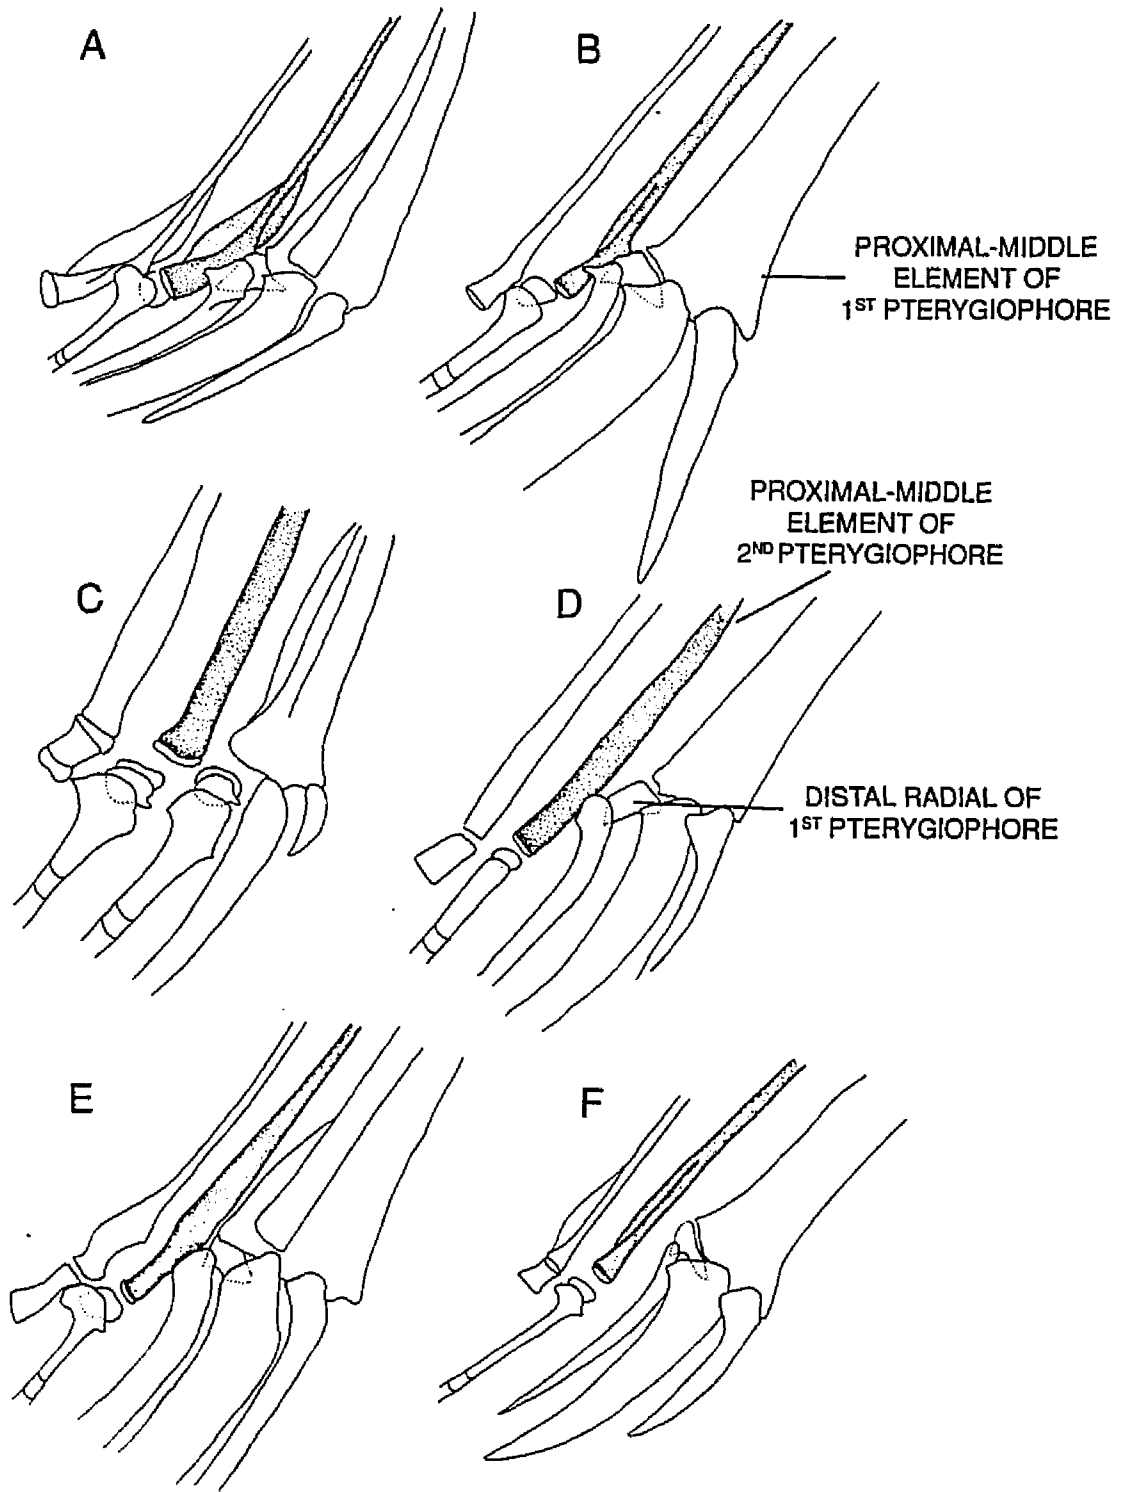 A
B
PROXIMAL-MIDDLE
ELEMENT OF
1ST PTERYGIOPHORE
PROXIMAL-MIDDLE
ELEMENT OF
2ND PTERYGIOPHORE
C
D
DISTAL RADIAL OF
1ST PTERYGIOPHORE
E
F